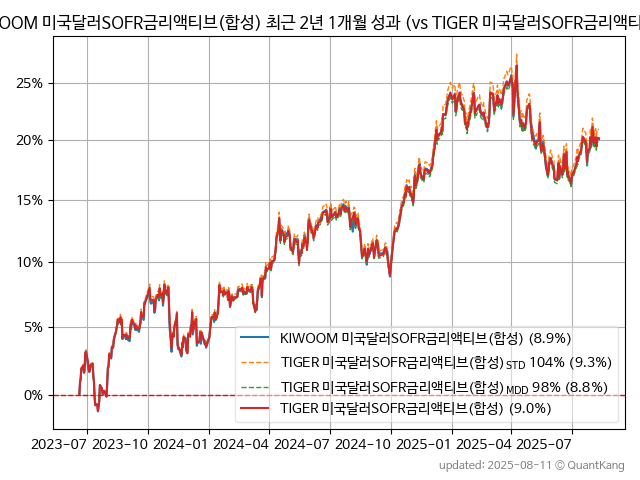 OOM 미국달러SOFR금리액티브(합성) 최근 2년 1개월 성과 (vs TIGER 미국달러SOFR금리액티
25%
20%
15%
10%
5%
0%
KIWOOM 미국달러SOFR금리액티브(합성) (8.9%)
TIGER 미국달러SOFR금리액티브(합성) STD 104% (9.3%)
TIGER 미국달러SOFR금리액티브(합성) MDD 98% (8.8%)
TIGER 미국달러SOFR금리액티브(합성) (9.0%)
2023-07 2023-10 2024-01 2024-04 2024-07 2024-10 2025-01 2025-04 2025-07
updated: 2025-08-11 © QuantKang